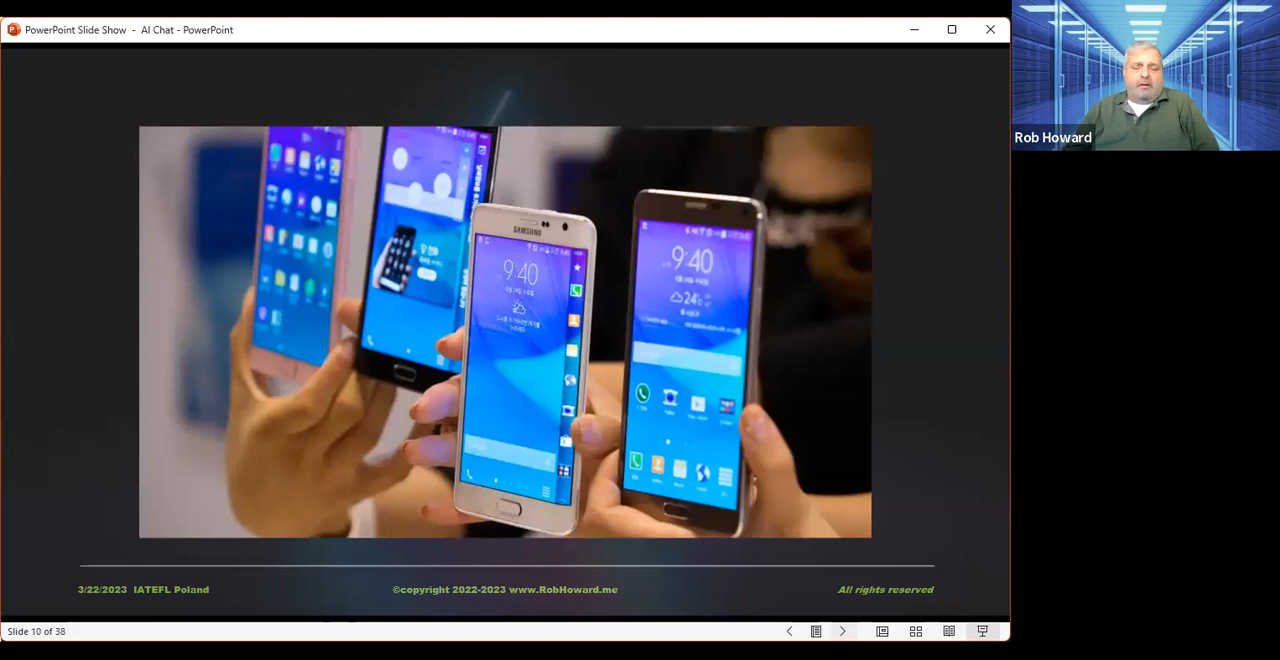 PowerPoint Slide Show - AI Chat - PowerPoint
Rob Howard
SAMSUNG
9:40
9:40
24°
3/22/2023 IATEFL Poland
©copyright 2022-2023 www.RobHoward.me
All rights reserved
Slide 10 of 38